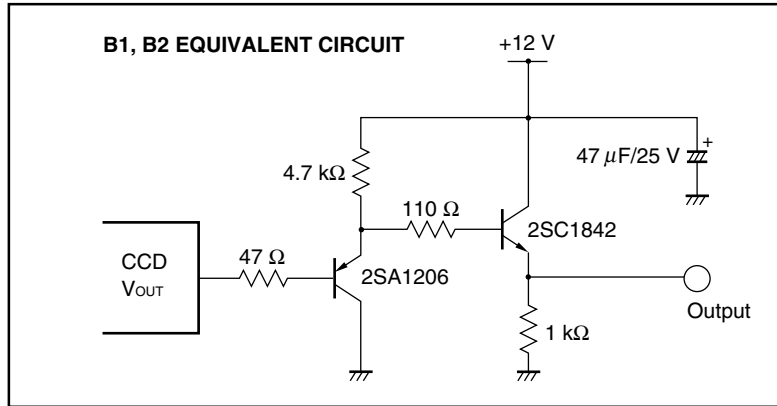 B1, B2 EQUIVALENT CIRCUIT
+12 V
4.7 kΩ
47 μF/25 V
+
110 Ω
2SC1842
CCD
VOUT
47 Ω
2SA1206
Output
1 kΩ